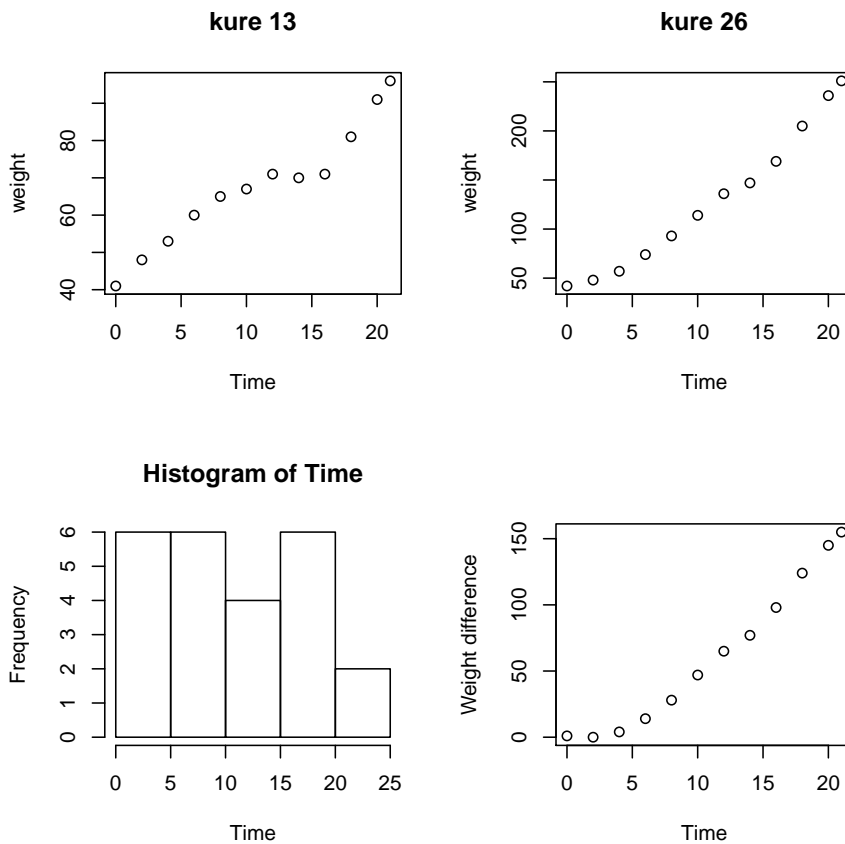 kure 13
weight
40 60 80
0 5 10 15 20
Time
kure 26
weight
50 100 200
0 5 10 15 20
Time
Histogram of Time
Frequency
0 1 2 3 4 5 6
0 5 10 15 20 25
Time
Weight difference
0 50 100 150
0 5 10 15 20
Time